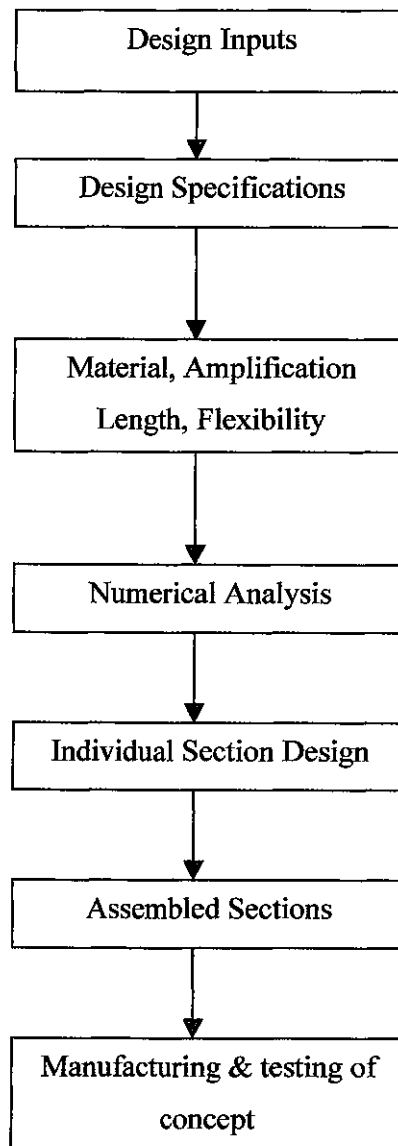 Design Inputs
Design Specifications
Material, Amplification
Length, Flexibility
Numerical Analysis
Individual Section Design
Assembled Sections
Manufacturing & testing of
concept